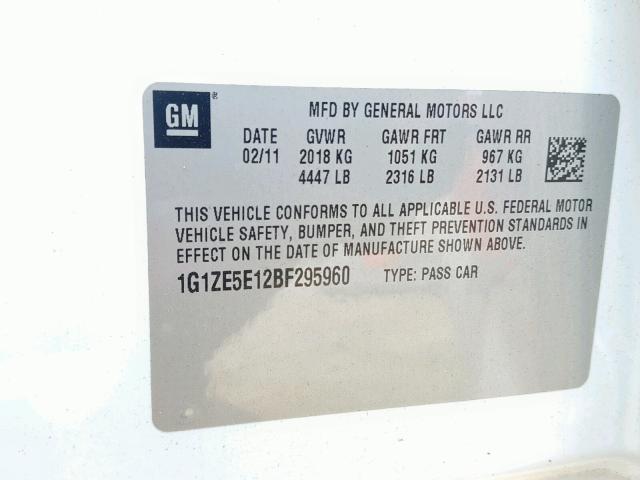 GM®
MFD BY GENERAL MOTORS LLC
DATE GVWR GAWR FRT GAWR RR
02/11 2018 KG 1051 KG 967 KG
4447 LB 2316 LB 2131 LB
THIS VEHICLE CONFORMS TO ALL APPLICABLE U.S. FEDERAL MOTOR
VEHICLE SAFETY, BUMPER, AND THEFT PREVENTION STANDARDS IN
EFFECT ON THE DATE OF MANUFACTURE SHOWN ABOVE.
1G1ZE5E12BF295960 TYPE: PASS CAR